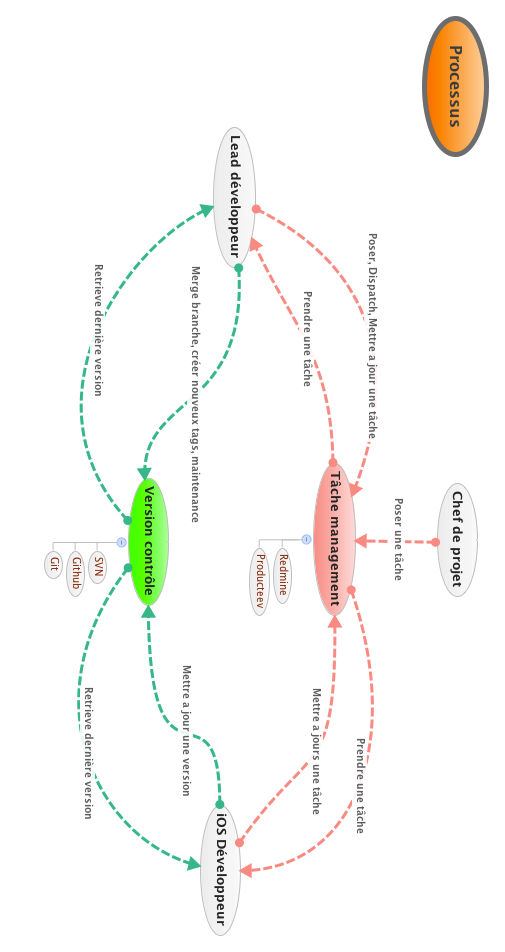 Processus
Chef de projet
Poser une tâche
Poser, Dispatch, Mettre a jour une tâche
Prendre une tâche
Tâche management
Redmine
Producteev
Prendre une tâche
Mettre a jours une tâche
Lead développeur
iOS Développeur
Merge branche, créer nouveux tags, maintenance
Mettre a jour une version
Version contrôle
SVN
Github
Git
Retrieve dernière version
Retrieve dernière version